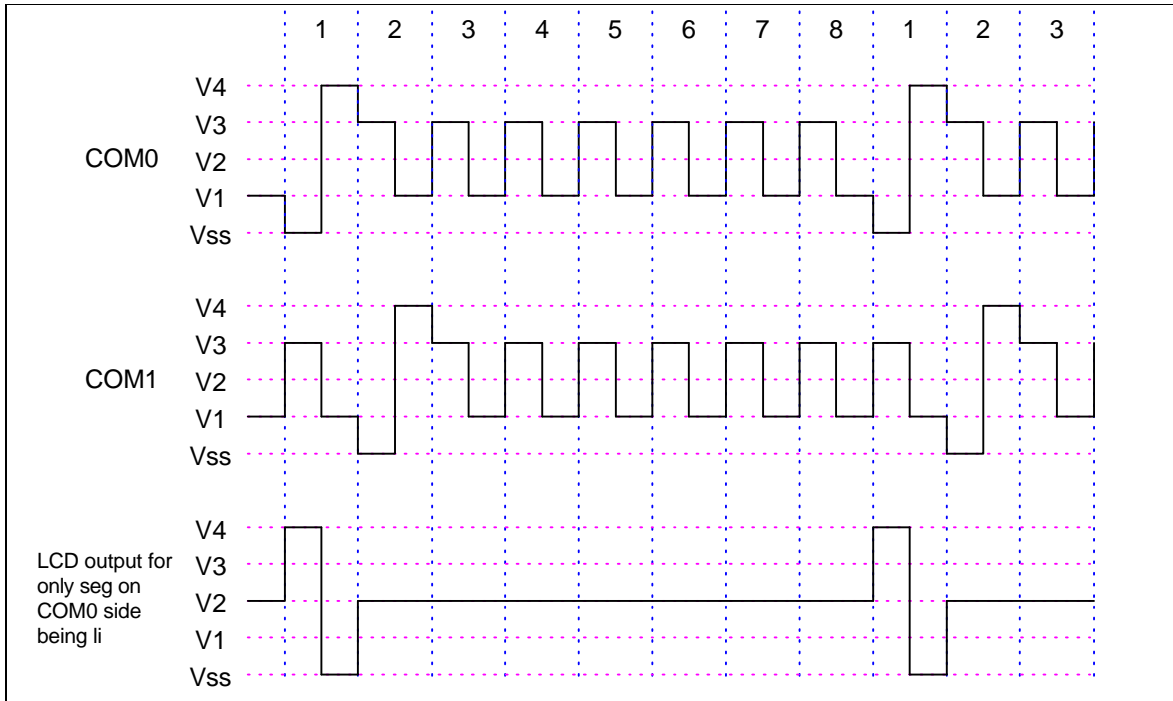 1 2 3 4 5 6 7 8 1 2 3
V4
V3
COM0
V2
V1
Vss
V4
V3
COM1
V2
V1
Vss
V4
LCD output for
only seg on
COM0 side
being li
V3
V2
V1
Vss